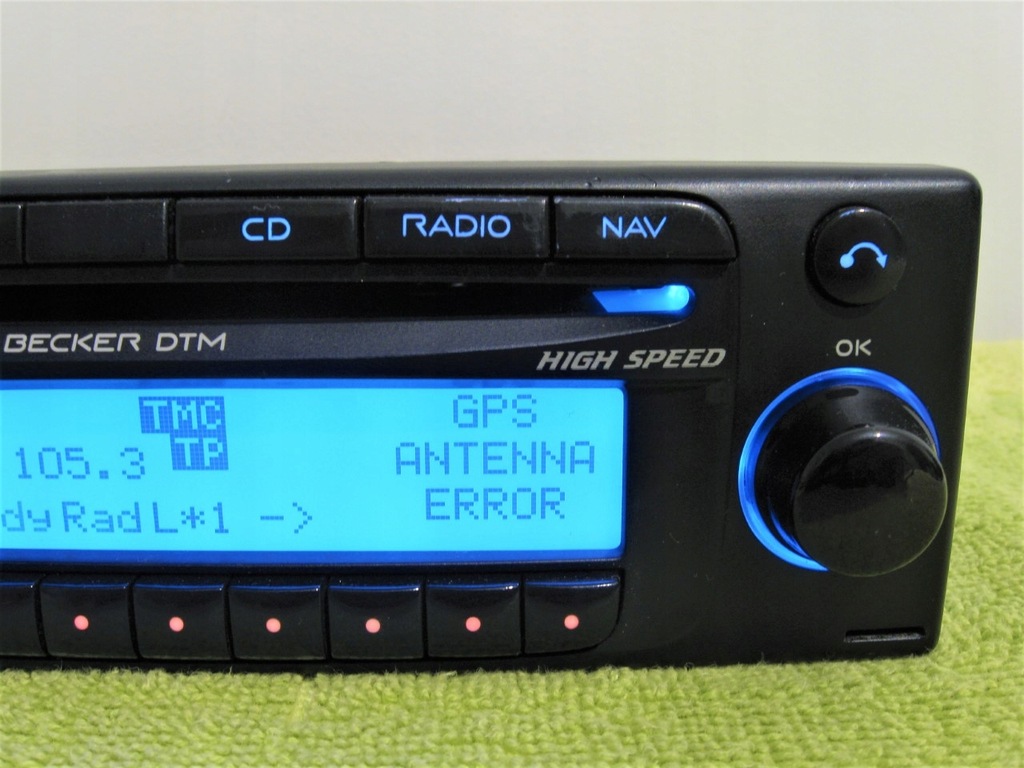 CD RADIO NAV
OK
BECKER DTM
HIGH SPEED
TMC GPS
105.3 TP ANTENNA
ERROR
dy Rad L*1 ->